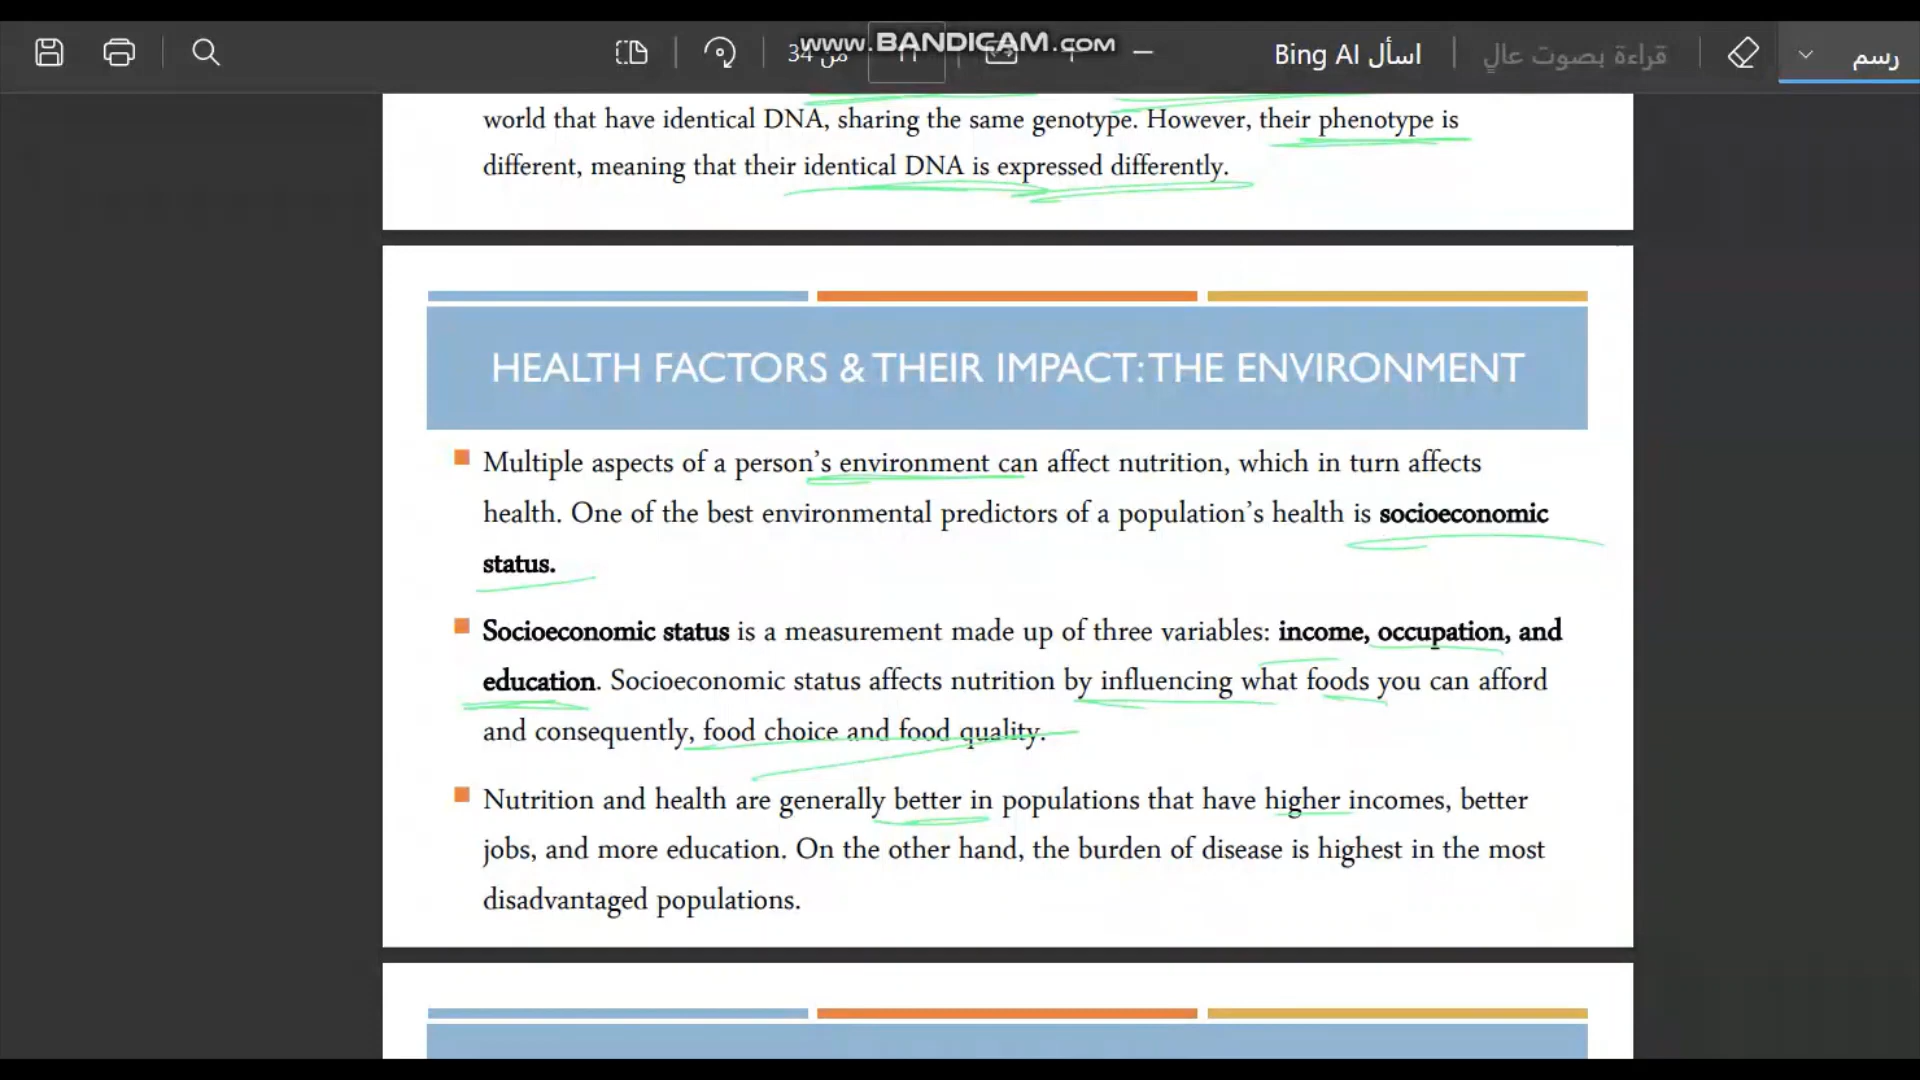 www.BANDICAM.com
من 34
اسأل Bing AI
قراءة بصوت عالٍ
رسم
world that have identical DNA, sharing the same genotype. However, their phenotype is
different, meaning that their identical DNA is expressed differently.
HEALTH FACTORS & THEIR IMPACT: THE ENVIRONMENT
Multiple aspects of a person’s environment can affect nutrition, which in turn affects
health. One of the best environmental predictors of a population’s health is socioeconomic
status.
Socioeconomic status is a measurement made up of three variables: income, occupation, and
education. Socioeconomic status affects nutrition by influencing what foods you can afford
and consequently, food choice and food quality.
Nutrition and health are generally better in populations that have higher incomes, better
jobs, and more education. On the other hand, the burden of disease is highest in the most
disadvantaged populations.